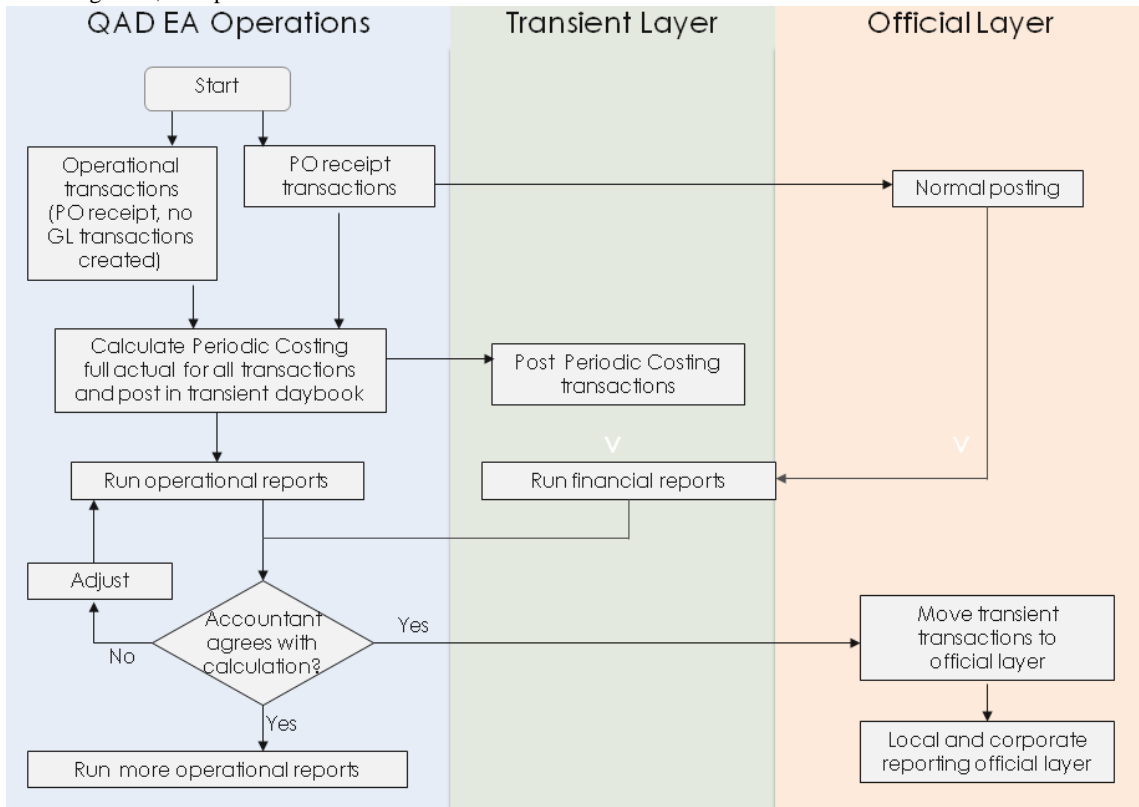 QAD EA Operations
Transient Layer
Official Layer
Start
Operational
transactions
(PO receipt, no
GL transactions
created)
PO receipt
transactions
Normal posting
Calculate Periodic Costing
full actual for all transactions
and post in transient daybook
Post Periodic Costing
transactions
Run operational reports
Run financial reports
Adjust
Accountant
agrees with
calculation?
No
Yes
Yes
Move transient
transactions to
official layer
Run more operational reports
Local and corporate
reporting official layer